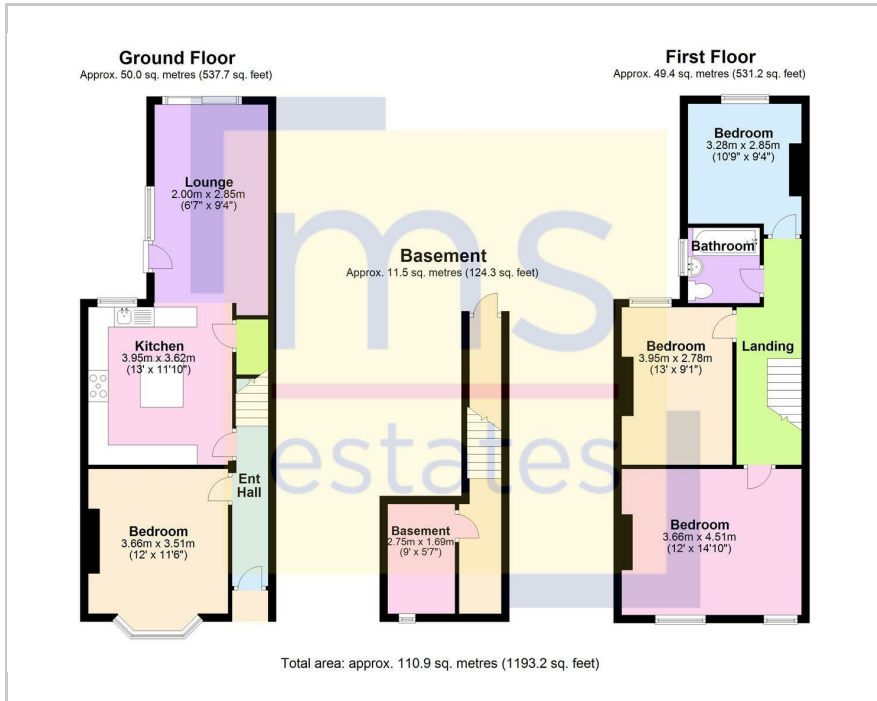 Ground Floor
Approx. 50.0 sq. metres (537.7 sq. feet)
Lounge
2.00m x 2.85m
(6'7" x 9'4")
Kitchen
3.95m x 3.62m
(13' x 11'10")
Ent
Hall
Bedroom
3.66m x 3.51m
(12' x 11'6")
Basement
Approx. 11.5 sq. metres (124.3 sq. feet)
Basement
2.75m x 1.69m
(9' x 5'7")
First Floor
Approx. 49.4 sq. metres (531.2 sq. feet)
Bedroom
3.28m x 2.85m
(10'9" x 9'4")
Bathroom
Bedroom
3.95m x 2.78m
(13' x 9'1")
Landing
Bedroom
3.66m x 4.51m
(12' x 14'10")
ms
estates
Total area: approx. 110.9 sq. metres (1193.2 sq. feet)